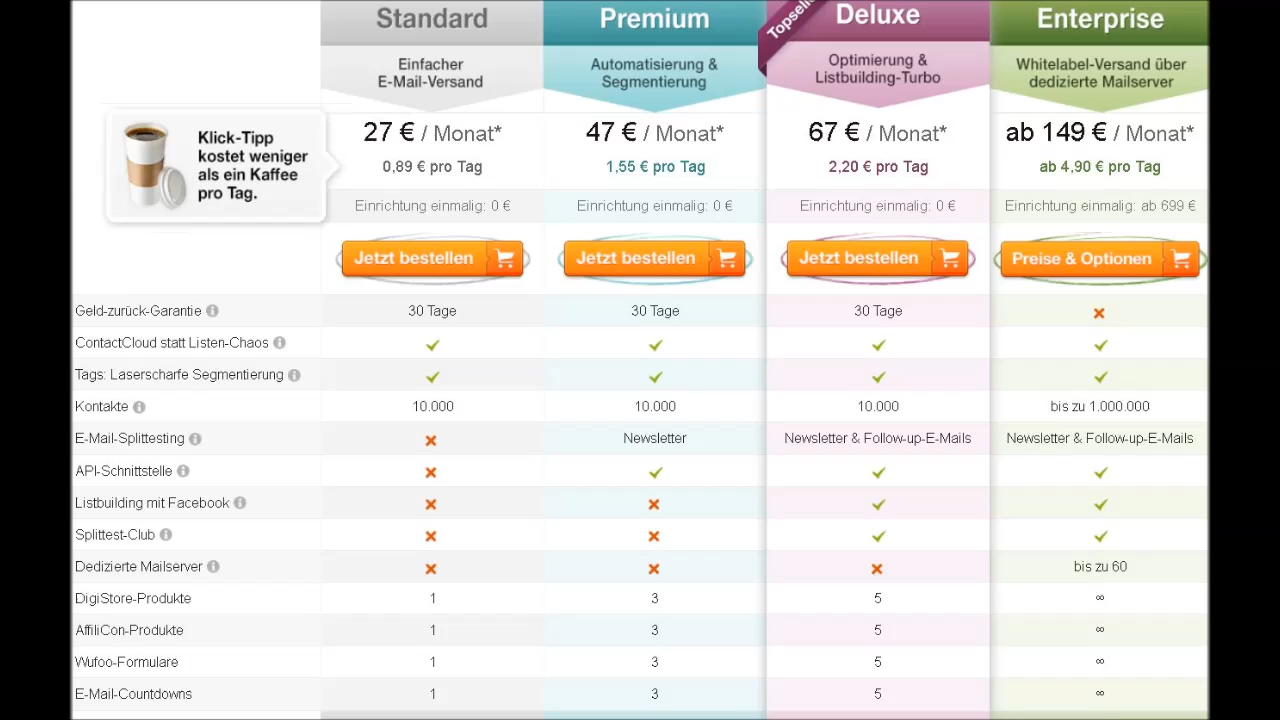 Standard
Premium
Topselle
Deluxe
Enterprise
Einfacher
E-Mail-Versand
Automatisierung &
Segmentierung
Optimierung &
Listbuilding-Turbo
Whitelabel-Versand über
dedizierte Mailserver
Klick-Tipp
kostet weniger
als ein Kaffee
pro Tag.
27 € / Monat*
47 € / Monat*
67 € / Monat*
ab 149 € / Monat*
0,89 € pro Tag
1,55 € pro Tag
2,20 € pro Tag
ab 4,90 € pro Tag
Einrichtung einmalig: 0 €
Einrichtung einmalig: 0 €
Einrichtung einmalig: 0 €
Einrichtung einmalig: ab 699 €
Jetzt bestellen
Jetzt bestellen
Jetzt bestellen
Preise & Optionen
Geld-zurück-Garantie 30 Tage 30 Tage 30 Tage
ContactCloud statt Listen-Chaos
Tags: Laserscharfe Segmentierung
Kontakte 10.000 10.000 10.000 bis zu 1.000.000
E-Mail-Splittesting Newsletter Newsletter & Follow-up-E-Mails Newsletter & Follow-up-E-Mails
API-Schnittstelle
Listbuilding mit Facebook
Splittest-Club
Dedizierte Mailserver bis zu 60
DigiStore-Produkte 1 3 5 ∞
AffiliCon-Produkte 1 3 5 ∞
Wufoo-Formulare 1 3 5 ∞
E-Mail-Countdowns 1 3 5 ∞